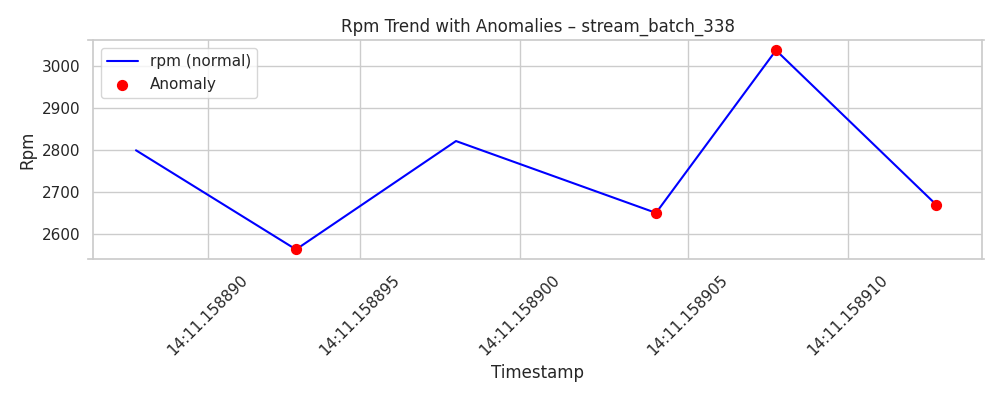 Rpm Trend with Anomalies – stream_batch_338
rpm (normal)
Anomaly
Rpm
3000
2900
2800
2700
2600
14:11.158890
14:11.158895
14:11.158900
14:11.158905
14:11.158910
Timestamp